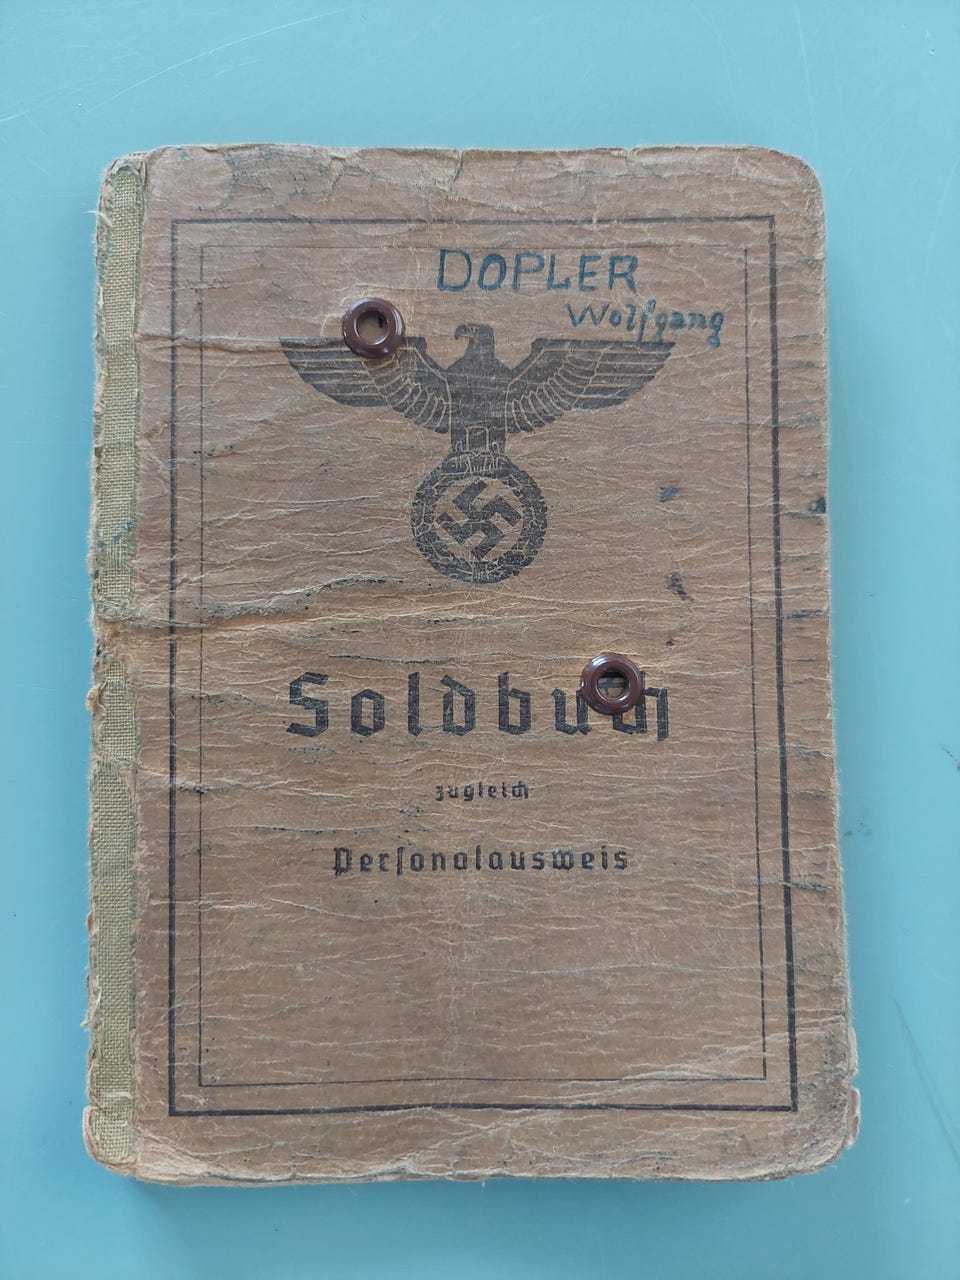 DOPLER
Wolfgang
Soldbuch
zugleich
Personalausweis